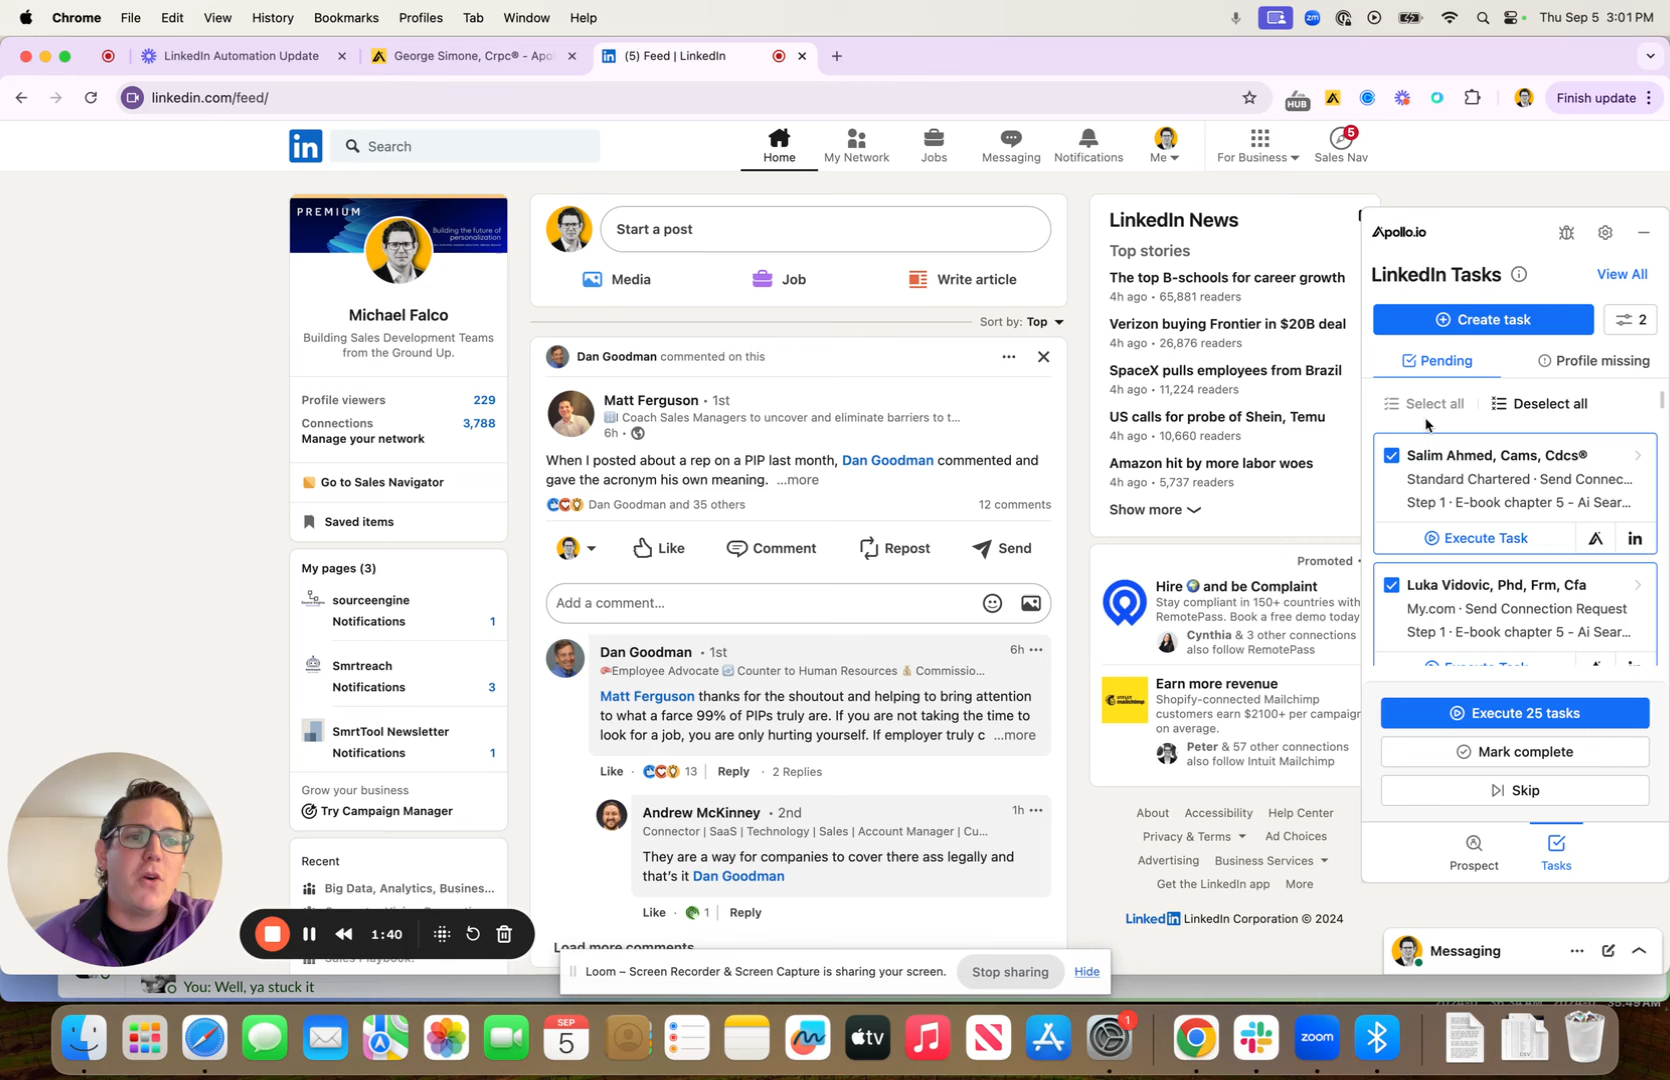 Chrome File Edit View History Bookmarks Profiles Tab Window Help
zm
Thu Sep 5 3:01 PM
LinkedIn Automation Update
George Simone, Crpc® - Apol
(5) Feed | LinkedIn
linkedin.com/feed/
HUB
Finish update
in
Search
Home
My Network
Jobs
Messaging
Notifications
Me
For Business
5
Sales Nav
PREMIUM
Building the future of
personalization
Michael Falco
Building Sales Development Teams
from the Ground Up.
Profile viewers 229
Connections 3,788
Manage your network
Go to Sales Navigator
Saved items
My pages (3)
sourceengine
Notifications 1
Smrtreach
Notifications 3
SmrtTool Newsletter
Notifications 1
Grow your business
Try Campaign Manager
Recent
Big Data, Analytics, Busines...
Sales Playbook!
Start a post
Media
Job
Write article
Sort by: Top
Dan Goodman commented on this
Matt Ferguson • 1st
I Coach Sales Managers to uncover and eliminate barriers to t...
6h •
When I posted about a rep on a PIP last month, Dan Goodman commented and
gave the acronym his own meaning. ...more
Dan Goodman and 35 others
12 comments
Like
Comment
Repost
Send
Add a comment...
Dan Goodman • 1st
6h
Employee Advocate Counter to Human Resources Commissio...
Matt Ferguson thanks for the shoutout and helping to bring attention
to what a farce 99% of PIPs truly are. If you are not taking the time to
look for a job, you are only hurting yourself. If employer truly c ...more
Like · 13 Reply · 2 Replies
Andrew McKinney • 2nd
1h
Connector | SaaS | Technology | Sales | Account Manager | Cu...
They are a way for companies to cover there ass legally and
that's it Dan Goodman
Like · 1 Reply
Load more comments
LinkedIn News
Top stories
The top B-schools for career growth
4h ago • 65,881 readers
Verizon buying Frontier in $20B deal
4h ago • 26,876 readers
SpaceX pulls employees from Brazil
4h ago • 11,224 readers
US calls for probe of Shein, Temu
4h ago • 10,660 readers
Amazon hit by more labor woes
4h ago • 5,737 readers
Show more
Promoted
Hire and be Complaint
Stay compliant in 150+ countries with
RemotePass. Book a free demo today
Cynthia & 3 other connections
also follow RemotePass
Earn more revenue
Shopify-connected Mailchimp
customers earn $2100+ per campaign
on average.
Peter & 57 other connections
also follow Intuit Mailchimp
About Accessibility Help Center
Privacy & Terms Ad Choices
Advertising Business Services
Get the LinkedIn app More
LinkedIn LinkedIn Corporation © 2024
Apollo.io
LinkedIn Tasks
View All
Create task
2
Pending
Profile missing
Select all
Deselect all
Salim Ahmed, Cams, Cdcs®
Standard Chartered · Send Connec...
Step 1 · E-book chapter 5 - Ai Sear...
Execute Task
in
Luka Vidovic, Phd, Frm, Cfa
My.com · Send Connection Request
Step 1 · E-book chapter 5 - Ai Sear...
Execute 25 tasks
Mark complete
Skip
Prospect
Tasks
Messaging
1:40
Loom – Screen Recorder & Screen Capture is sharing your screen.
Stop sharing
Hide
You: Well, ya stuck it
SEP
5
tv
1
zoom
CSV